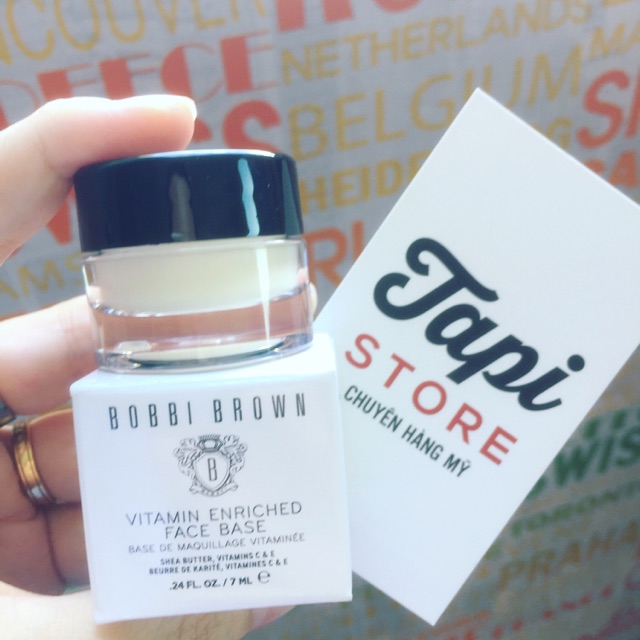 NETHERLANDS
BELGIUM
BOBBI BROWN
B
VITAMIN ENRICHED
FACE BASE
BASE DE MAQUILLAGE VITAMINÉE
SHEA BUTTER, VITAMINS C & E
BEURRE DE KARITÉ, VITAMINES C & E
.24 FL. OZ. / 7 ML ℮
Tapi
STORE
CHUYÊN HÀNG MỸ